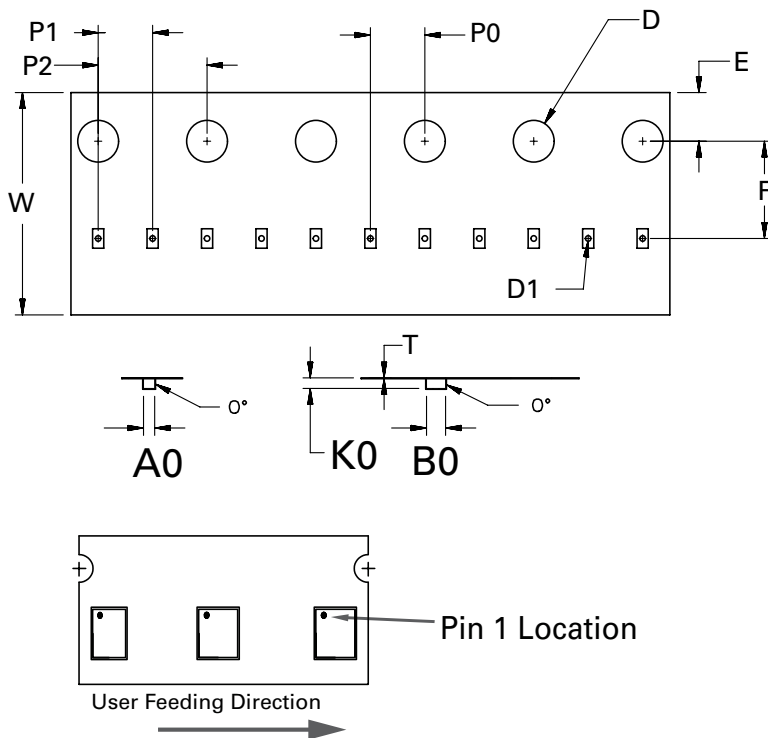 P1
P2
P0
D
E
W
F
D1
T
0°
0°
A0
K0
B0
Pin 1 Location
User Feeding Direction